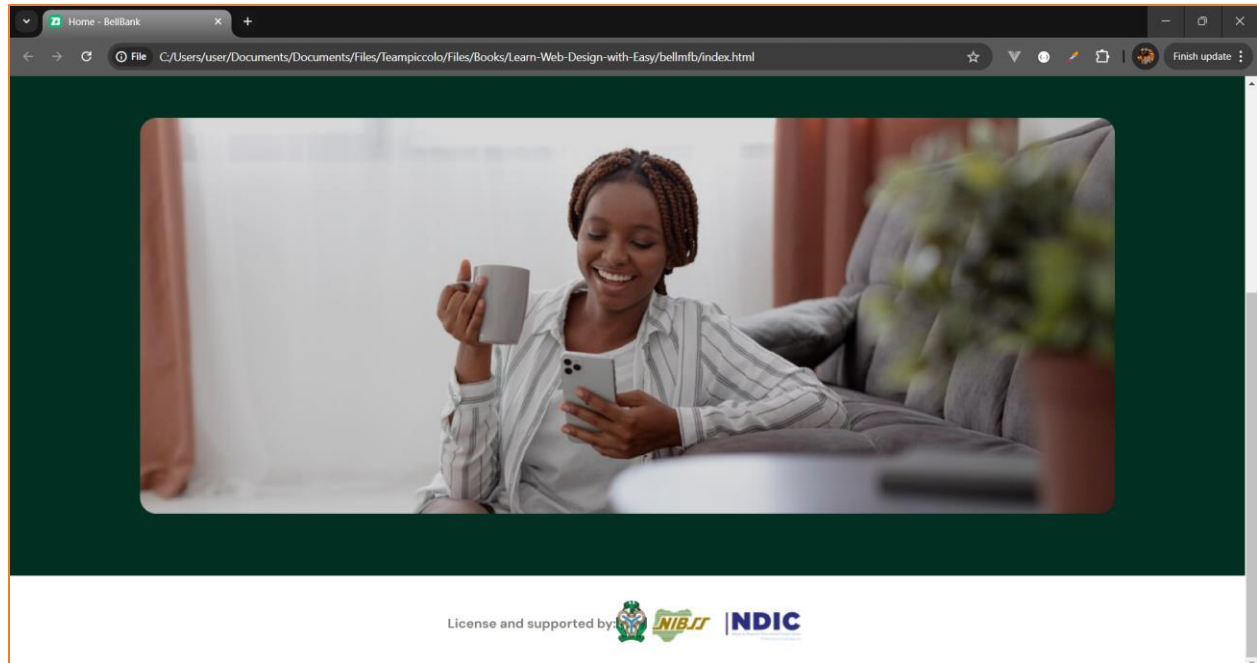 Home - BellBank
File C:/Users/user/Documents/Documents/Files/Teampiccolo/Files/Books/Learn-Web-Design-with-Easy/bellmfb/index.html
Finish update
License and supported by:
NIBSS
NDIC